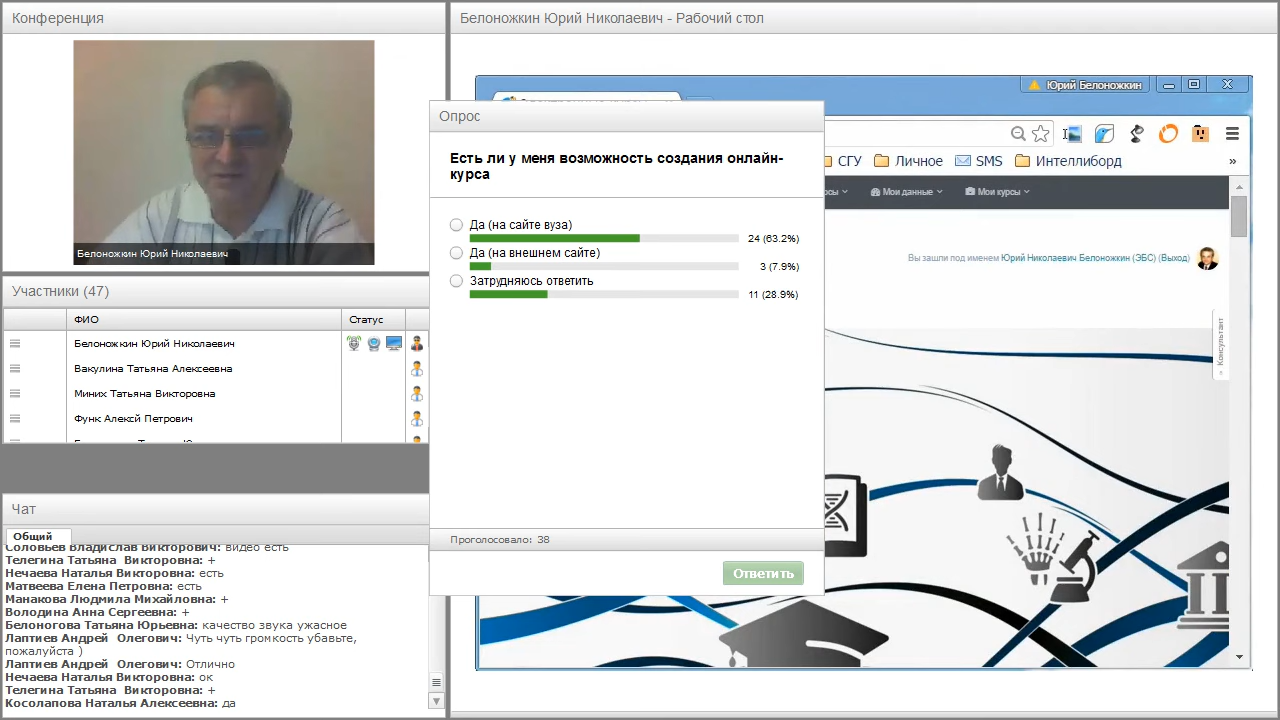 Конференция
Белоножкин Юрий Николаевич
Участники (47)
ФИО
Статус
Белоножкин Юрий Николаевич
Вакулина Татьяна Алексеевна
Миних Татьяна Викторовна
Функ Алексй Петрович
Чат
Общий
Соловьев Владислав Викторович: видео есть
Телегина Татьяна Викторовна: +
Нечаева Наталья Викторовна: есть
Матвеева Елена Петровна: есть
Манакова Людмила Михайловна: +
Володина Анна Сергеевна: +
Белоногова Татьяна Юрьевна: качество звука ужасное
Лаптиев Андрей Олегович: Чуть чуть громкость убавьте,
пожалуйста )
Лаптиев Андрей Олегович: Отлично
Нечаева Наталья Викторовна: ок
Телегина Татьяна Викторовна: +
Косолапова Наталья Алексеевна: да
Белоножкин Юрий Николаевич - Рабочий стол
Юрий Белоножкин
СГУ
Личное
SMS
Интеллиборд
»
Мои данные
Мои курсы
Вы зашли под именем Юрий Николаевич Белоножкин (ЭБС) (Выход)
Консультант
Опрос
Есть ли у меня возможность создания онлайн-
курса
Да (на сайте вуза)
24 (63.2%)
Да (на внешнем сайте)
3 (7.9%)
Затрудняюсь ответить
11 (28.9%)
Проголосовало: 38
Ответить